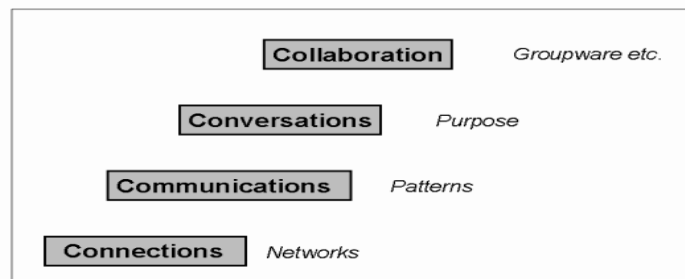 Collaboration Groupware etc.
Conversations Purpose
Communications Patterns
Connections Networks